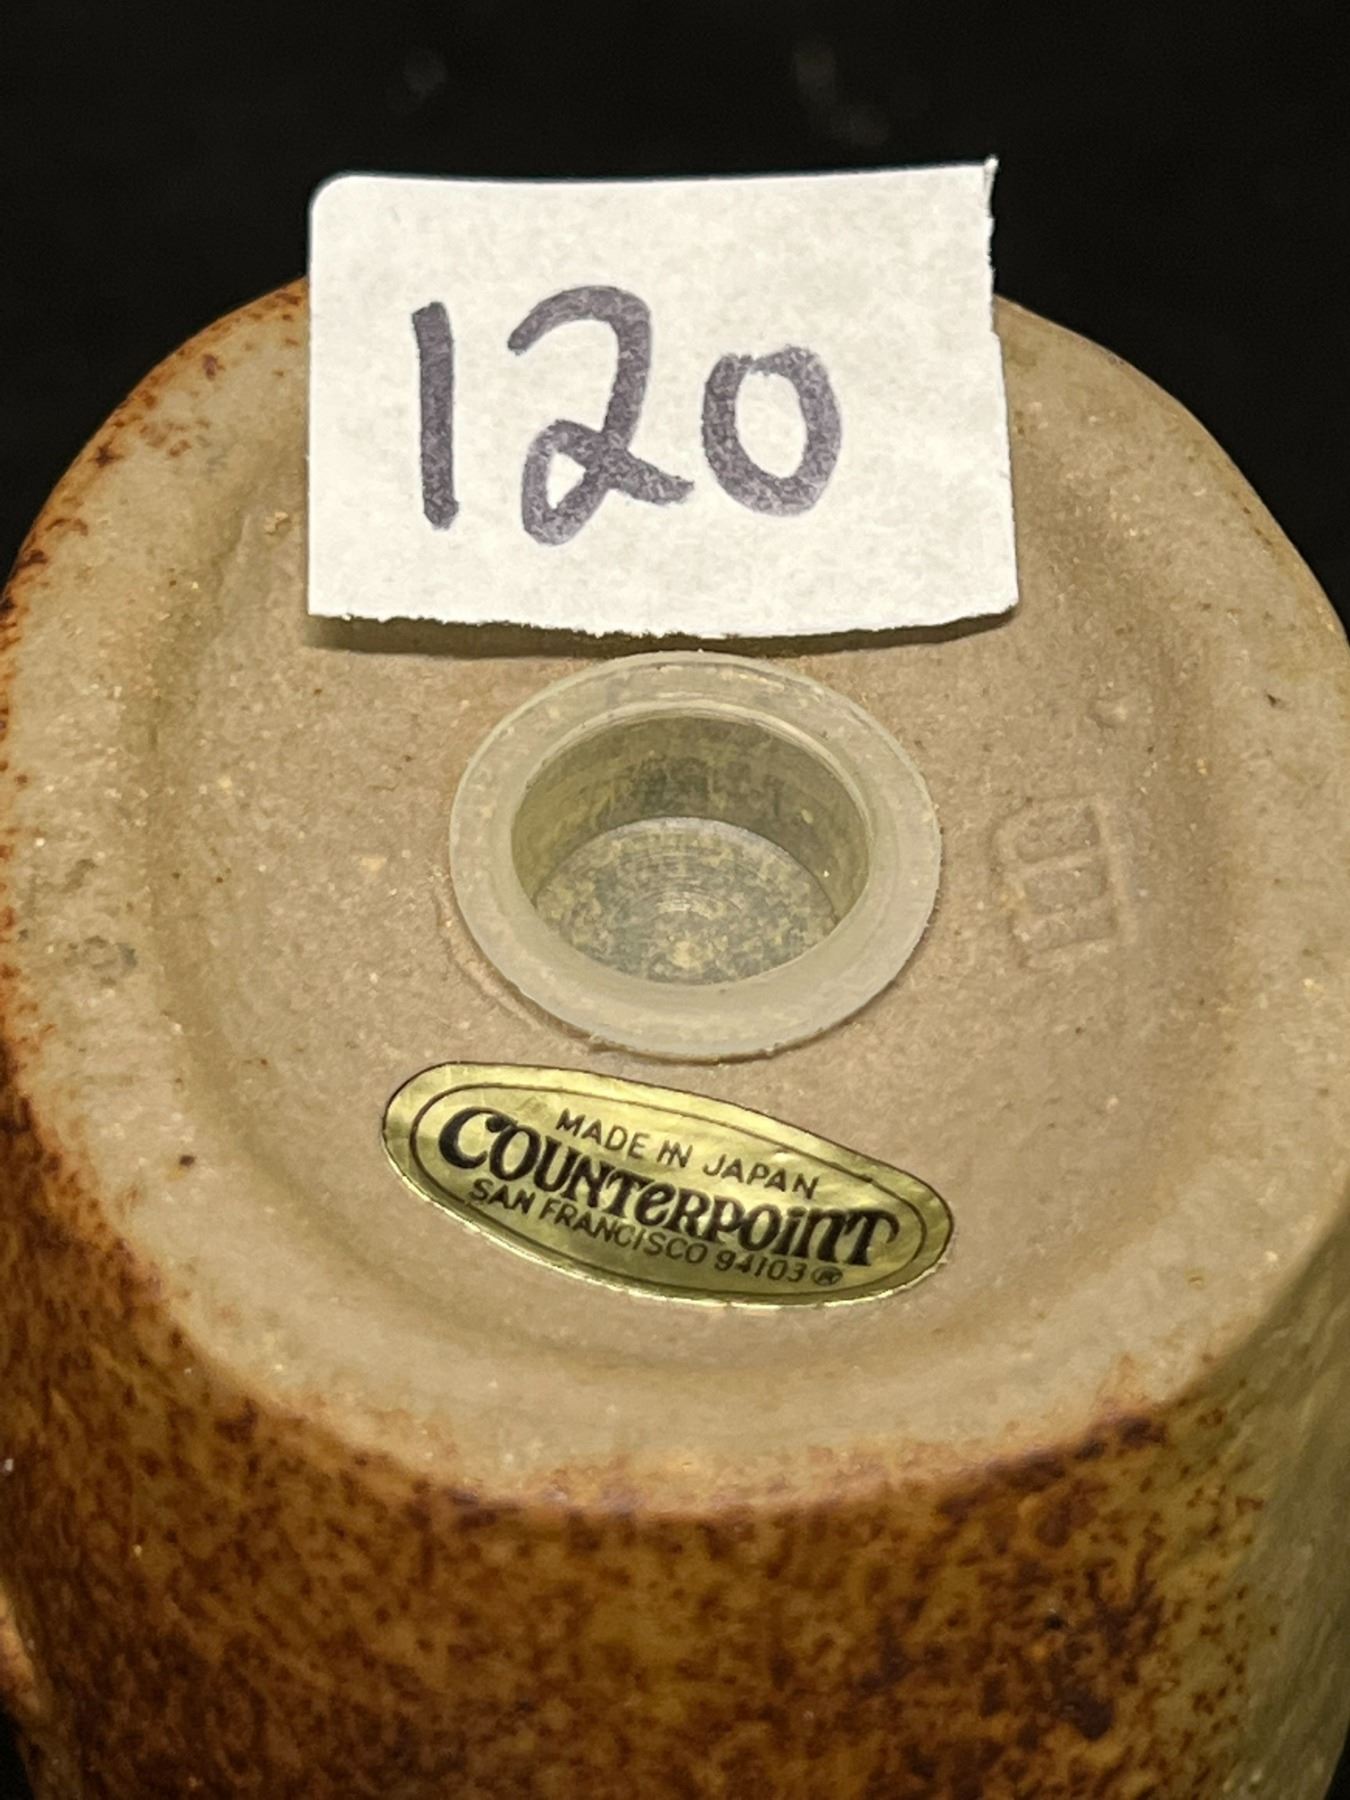 120
MADE IN JAPAN
COUNTERPOINT
SAN FRANCISCO 94103 ®